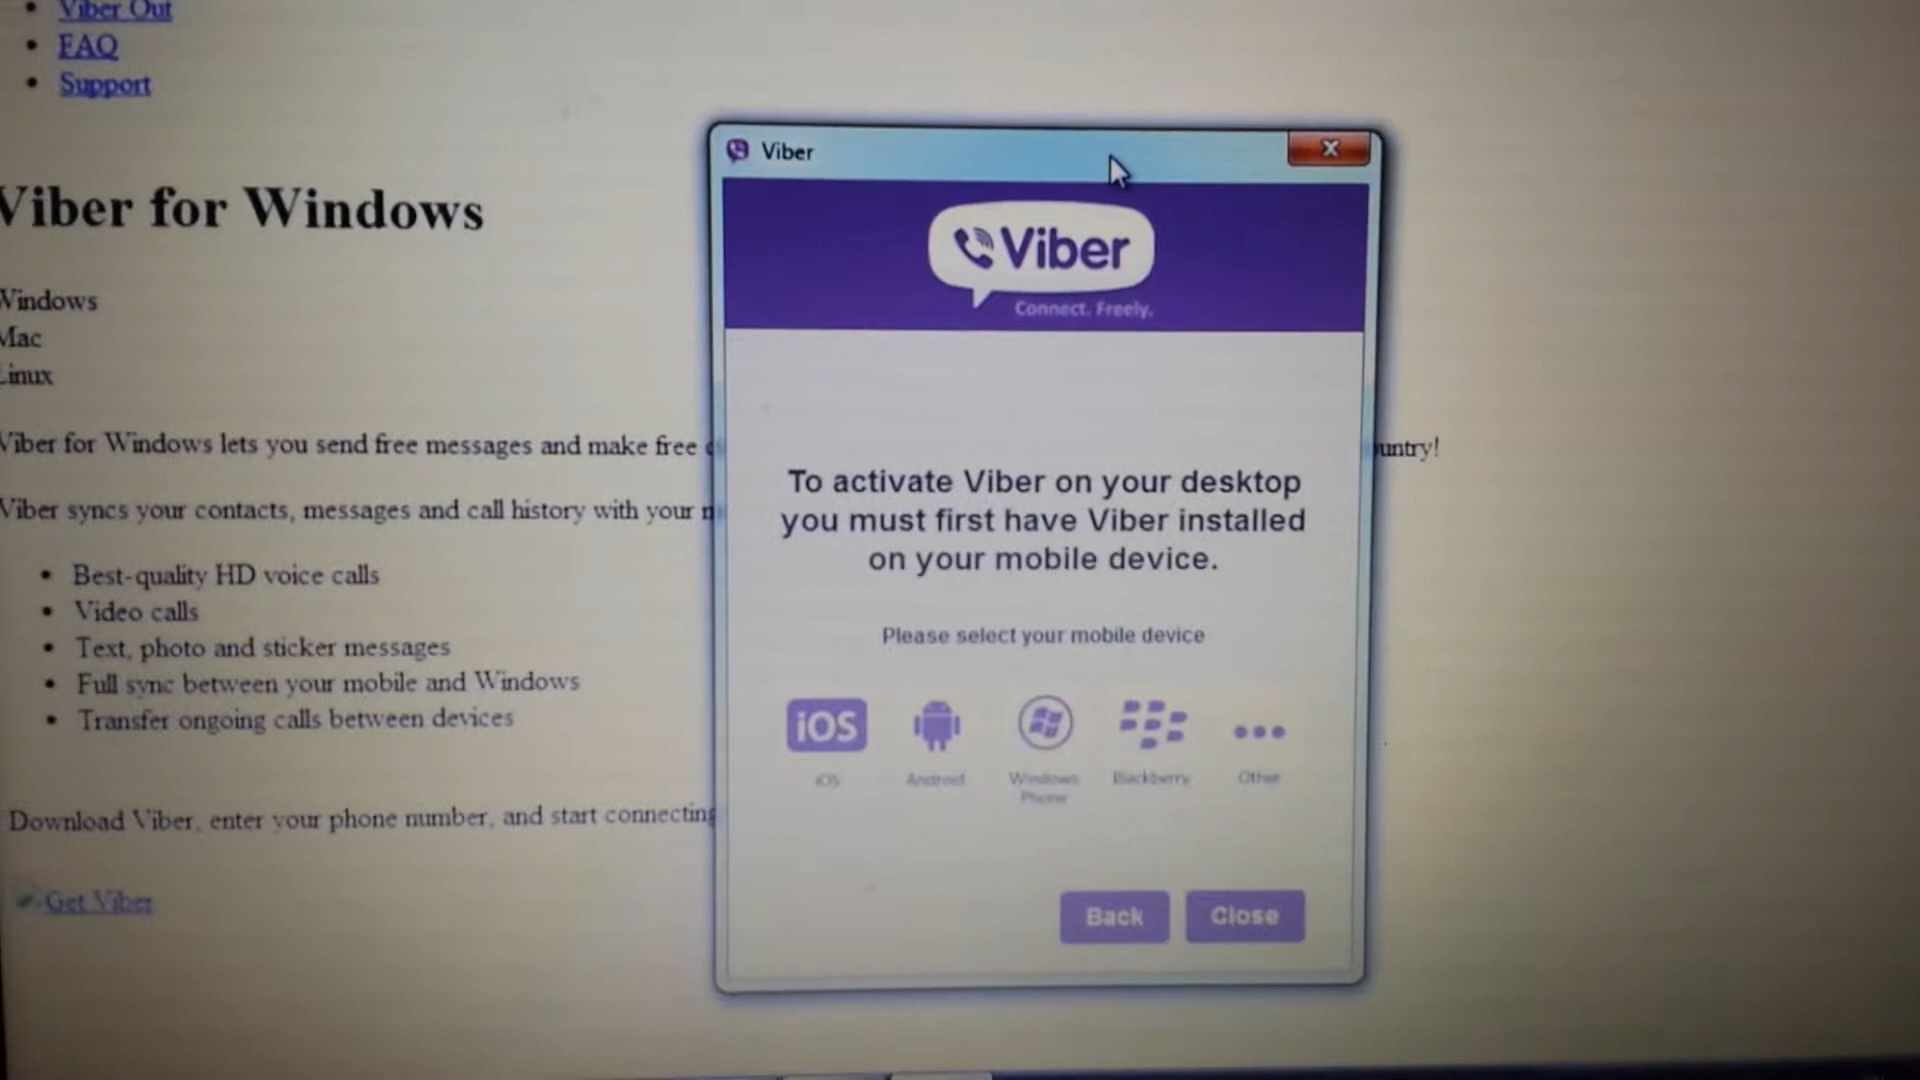 Viber Out
FAQ
Support
Viber for Windows
Windows
Mac
Linux
Viber for Windows lets you send free messages and make free
untry!
Viber syncs your contacts, messages and call history with your
Best-quality HD voice calls
Video calls
Text, photo and sticker messages
Full sync between your mobile and Windows
Transfer ongoing calls between devices
Download Viber, enter your phone number, and start connecting
Get Viber
Viber
X
Viber
Connect. Freely.
To activate Viber on your desktop
you must first have Viber installed
on your mobile device.
Please select your mobile device
iOS
iOS
Android
Windows
Phone
Blackberry
Other
Back
Close